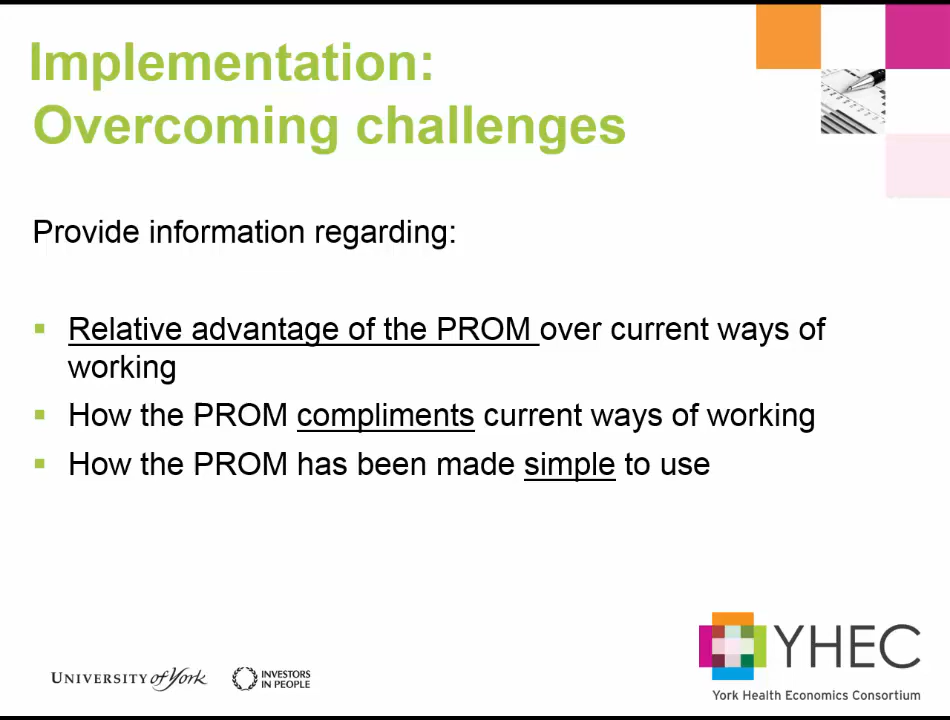 Implementation:
Overcoming challenges
Provide information regarding:
Relative advantage of the PROM over current ways of
working
How the PROM compliments current ways of working
How the PROM has been made simple to use
UNIVERSITY of York
INVESTORS
IN PEOPLE
YHEC
York Health Economics Consortium